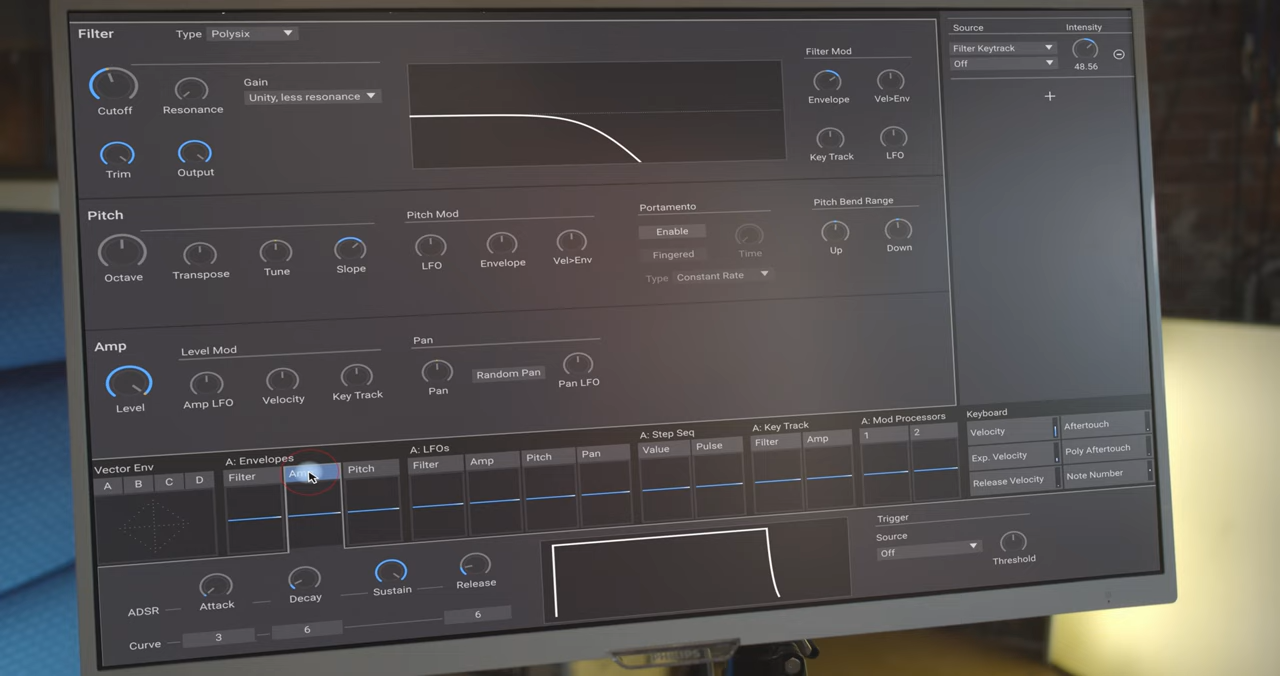 Filter
Type Polysix
Cutoff
Resonance
Gain
Unity, less resonance
Trim
Output
Filter Mod
Envelope
Vel>Env
Key Track
LFO
Source
Intensity
Filter Keytrack
Off
48.56
Pitch
Octave
Transpose
Tune
Slope
Pitch Mod
LFO
Envelope
Vel>Env
Portamento
Enable
Fingered
Time
Type Constant Rate
Pitch Bend Range
Up
Down
Amp
Level
Level Mod
Amp LFO
Velocity
Key Track
Pan
Pan
Random Pan
Pan LFO
Vector Env
A B C D
A: Envelopes
Filter
Pitch
A: LFOs
Filter
Amp
Pitch
Pan
A: Step Seq
Value
Pulse
A: Key Track
Filter
Amp
A: Mod Processors
1
2
Keyboard
Velocity
Aftertouch
Exp. Velocity
Poly Aftertouch
Release Velocity
Note Number
ADSR
Attack
Decay
Sustain
Release
Curve
3
6
6
Trigger
Source
Off
Threshold
PHILIPS